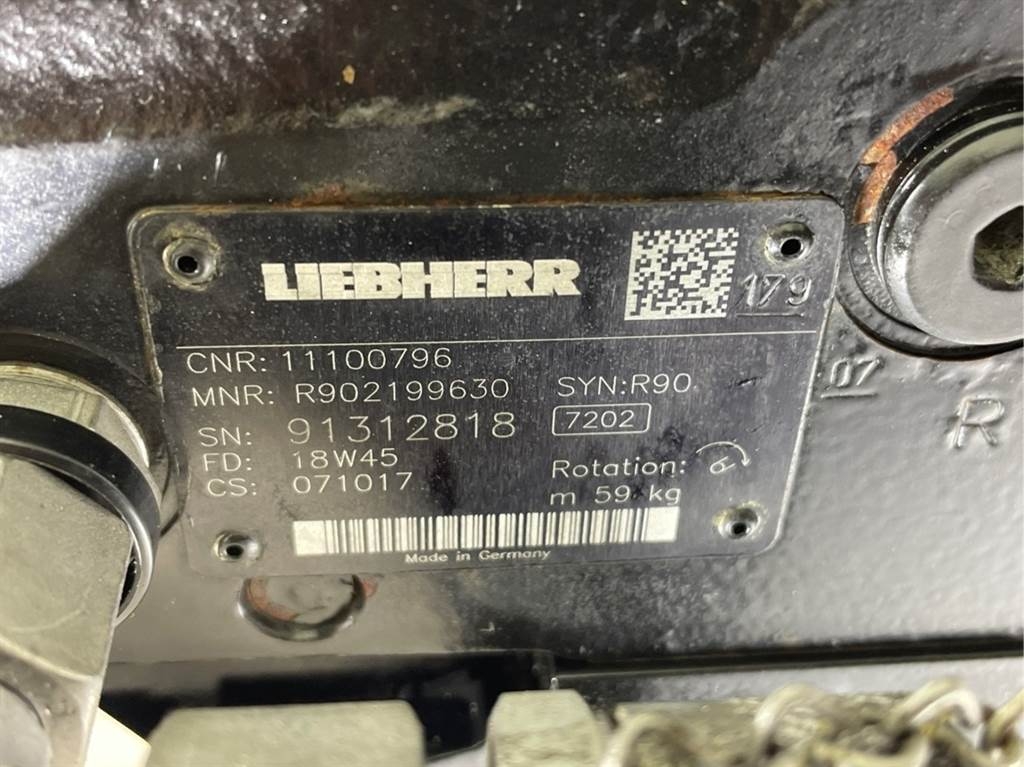 LIEBHERR
179
CNR: 11100796
MNR: R902199630 SYN:R90
SN: 91312818 7202
FD: 18W45 Rotation:
CS: 071017 m 59 kg
Made in Germany
07
R